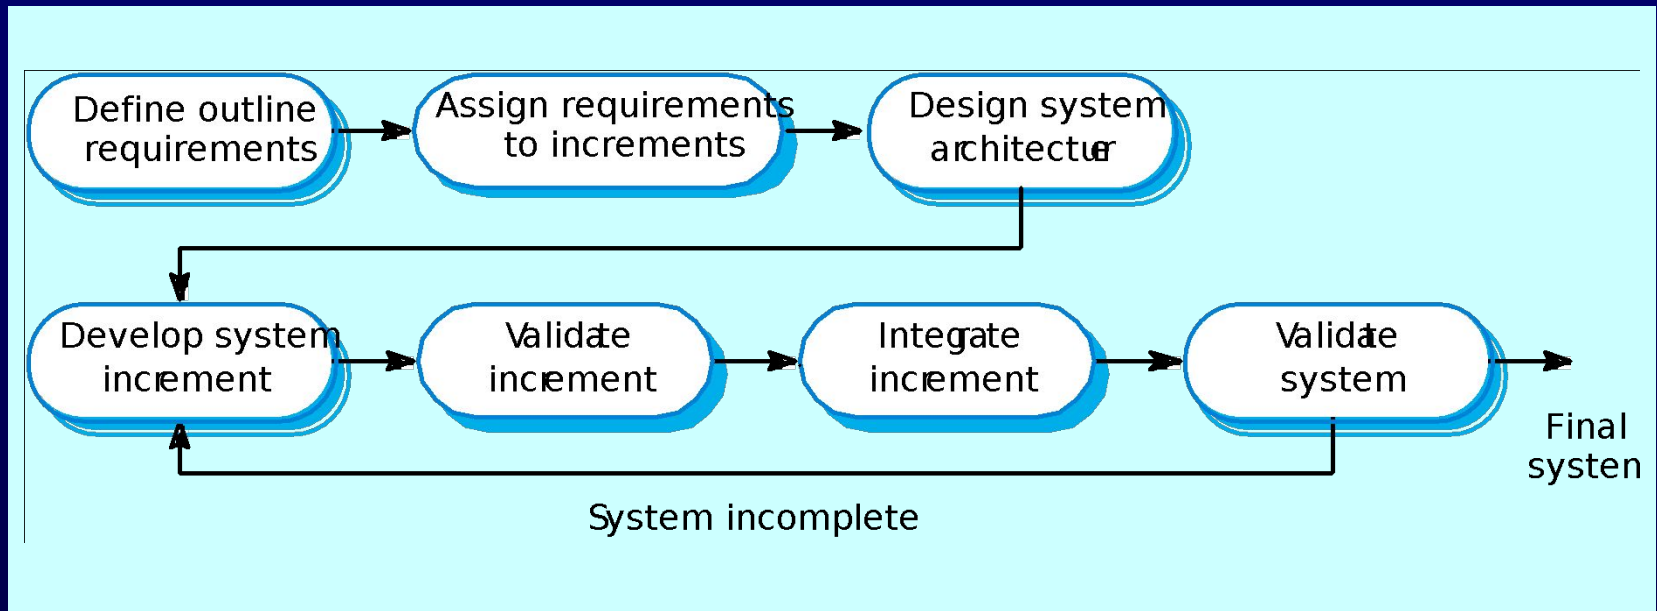 Define outline
requirements
Assign requirements
to increments
Design system
architecture
Develop system
increment
Validate
increment
Integrate
increment
Validate
system
Final
systen
System incomplete